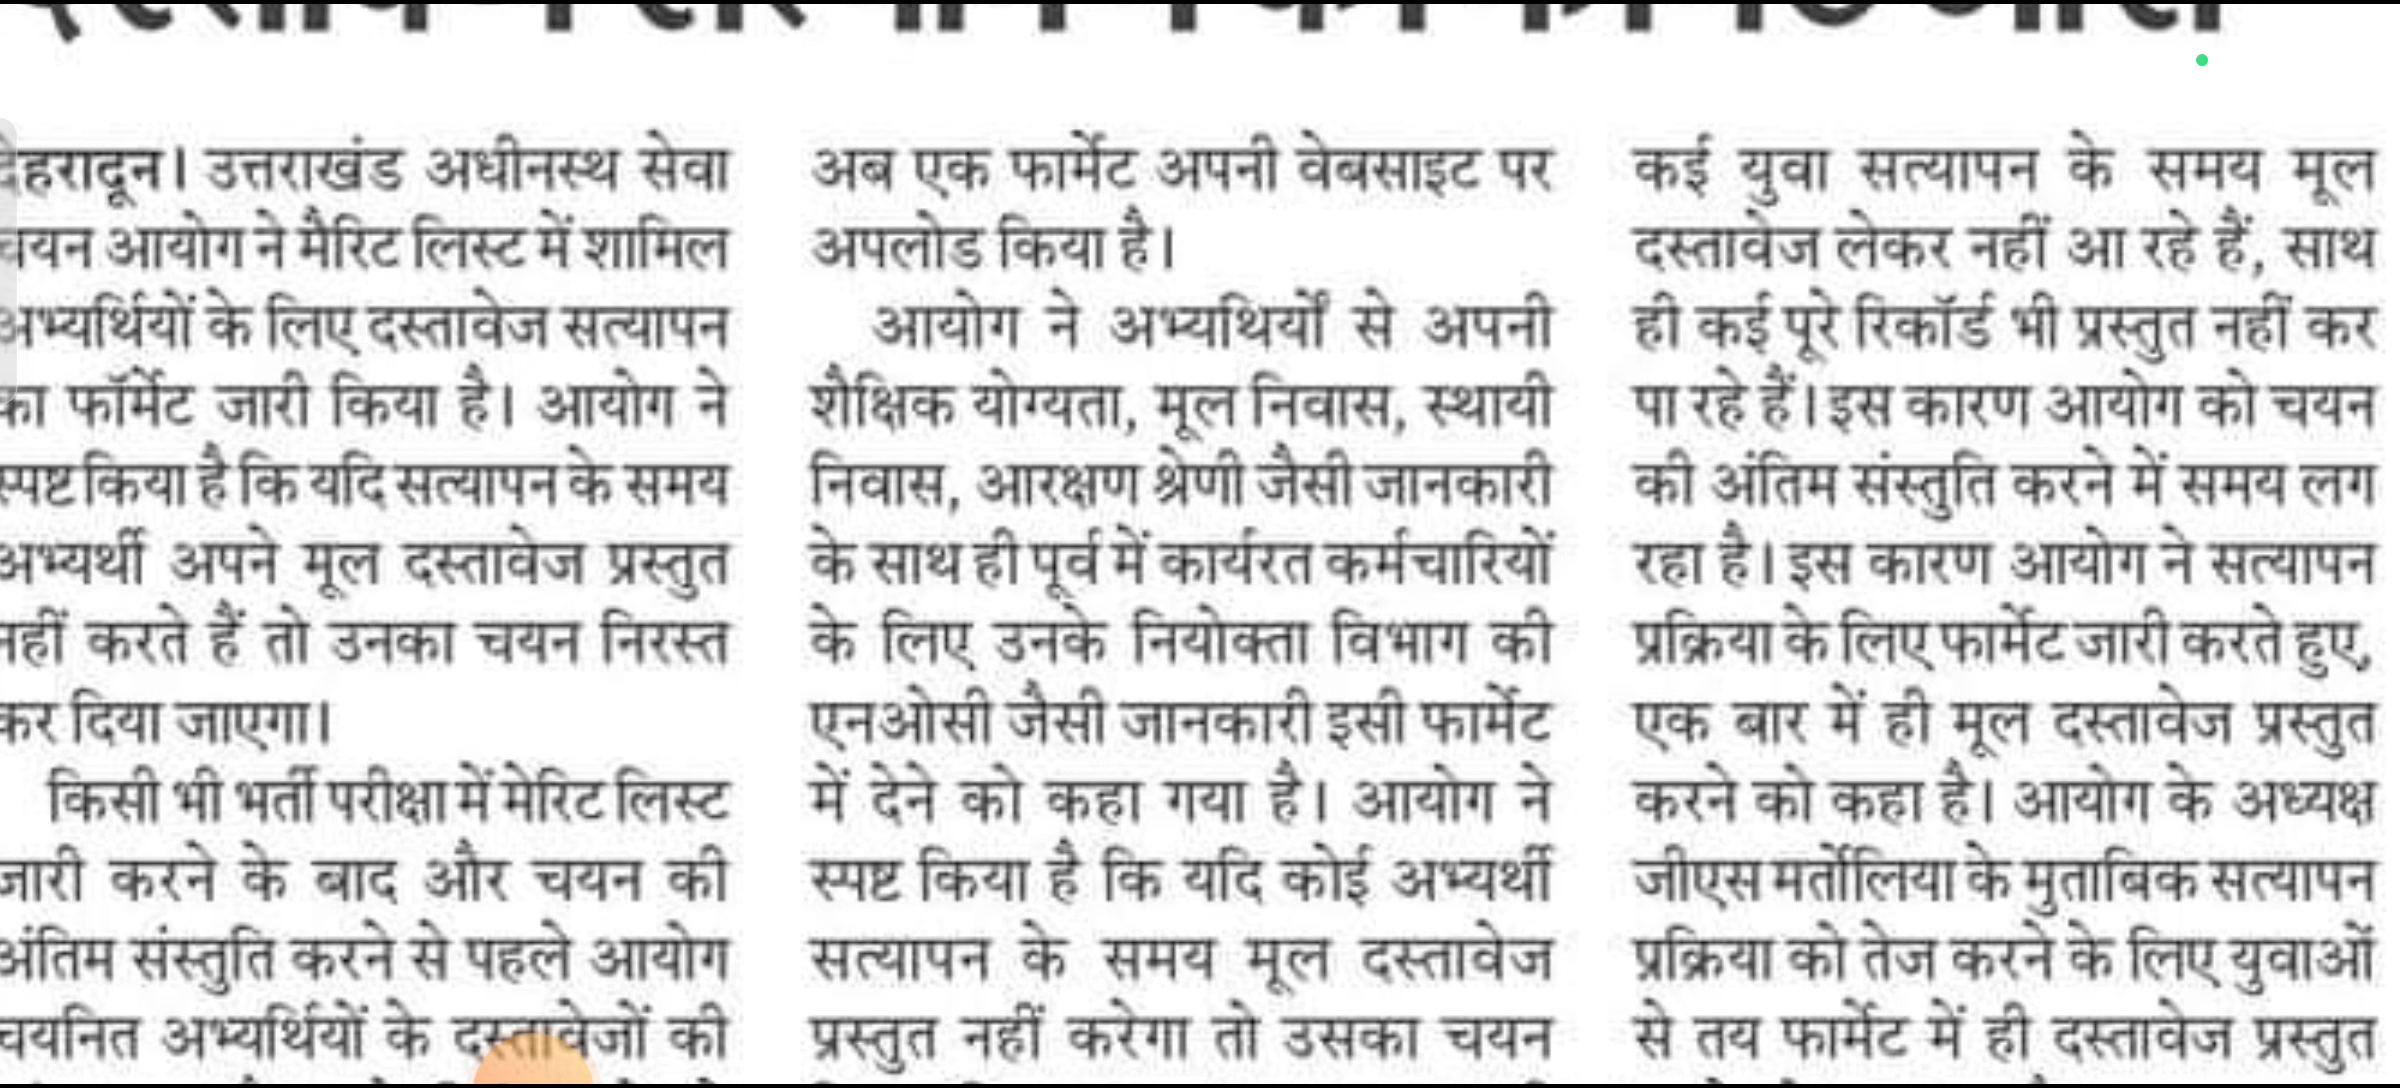 देहरादून। उत्तराखंड अधीनस्थ सेवा
चयन आयोग ने मैरिट लिस्ट में शामिल
अभ्यर्थियों के लिए दस्तावेज सत्यापन
का फॉर्मेट जारी किया है। आयोग ने
स्पष्ट किया है कि यदि सत्यापन के समय
अभ्यर्थी अपने मूल दस्तावेज प्रस्तुत
नहीं करते हैं तो उनका चयन निरस्त
कर दिया जाएगा।
किसी भी भर्ती परीक्षा में मेरिट लिस्ट
जारी करने के बाद और चयन की
अंतिम संस्तुति करने से पहले आयोग
चयनित अभ्यर्थियों के दस्तावेजों की
अब एक फार्मेट अपनी वेबसाइट पर
अपलोड किया है।
आयोग ने अभ्यथिर्यों से अपनी
शैक्षिक योग्यता, मूल निवास, स्थायी
निवास, आरक्षण श्रेणी जैसी जानकारी
के साथ ही पूर्व में कार्यरत कर्मचारियों
के लिए उनके नियोक्ता विभाग की
एनओसी जैसी जानकारी इसी फार्मेट
में देने को कहा गया है। आयोग ने
स्पष्ट किया है कि यदि कोई अभ्यर्थी
सत्यापन के समय मूल दस्तावेज
प्रस्तुत नहीं करेगा तो उसका चयन
कई युवा सत्यापन के समय मूल
दस्तावेज लेकर नहीं आ रहे हैं, साथ
ही कई पूरे रिकॉर्ड भी प्रस्तुत नहीं कर
पा रहे हैं। इस कारण आयोग को चयन
की अंतिम संस्तुति करने में समय लग
रहा है। इस कारण आयोग ने सत्यापन
प्रक्रिया के लिए फार्मेट जारी करते हुए,
एक बार में ही मूल दस्तावेज प्रस्तुत
करने को कहा है। आयोग के अध्यक्ष
जीएस मर्तोलिया के मुताबिक सत्यापन
प्रक्रिया को तेज करने के लिए युवाओं
से तय फार्मेट में ही दस्तावेज प्रस्तुत